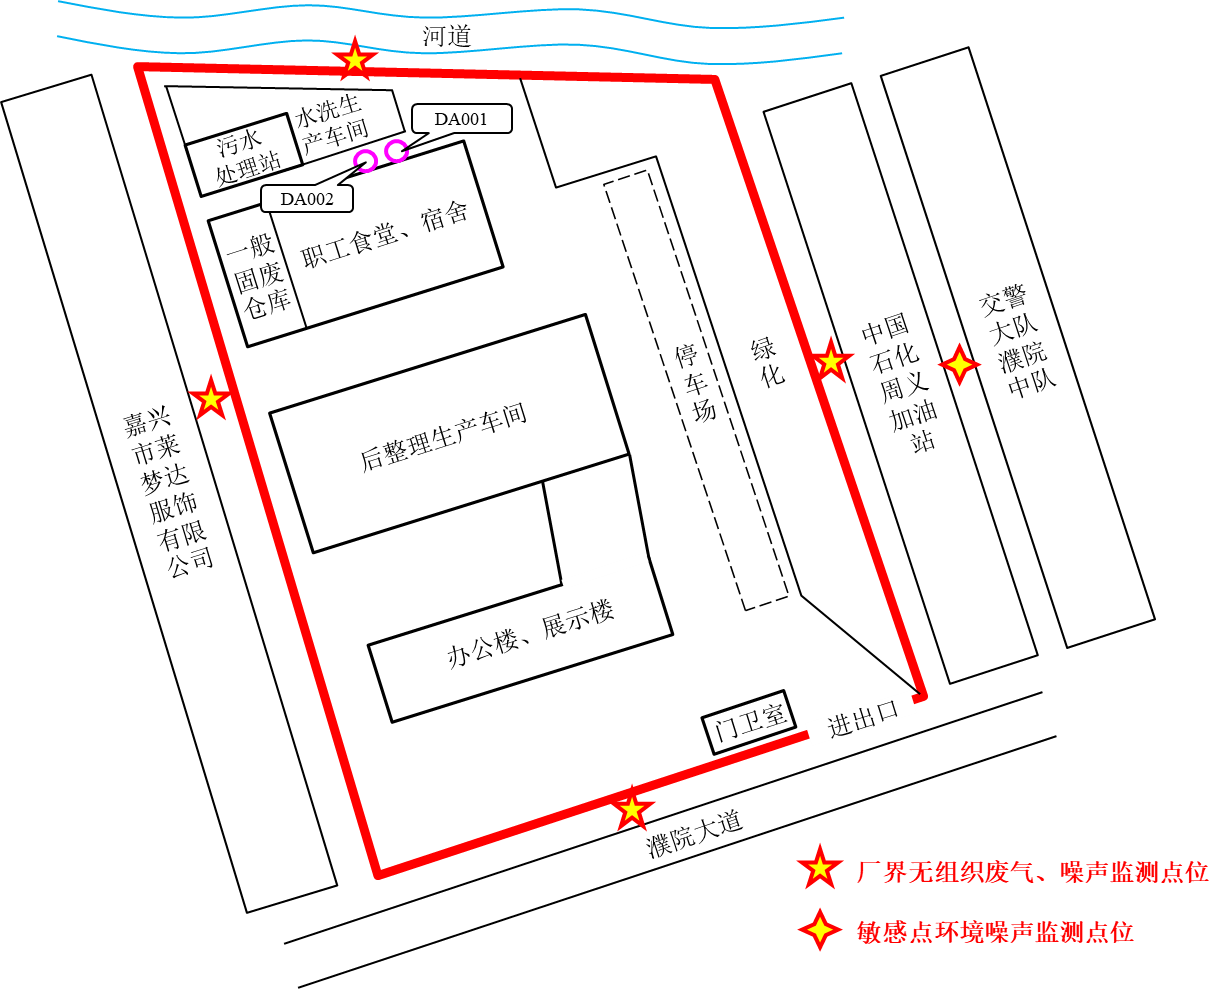 河道
水洗生
产车间
DA001
污水
处理站
DA002
职工食堂、宿舍
一般
固废
仓库
后整理生产车间
停
车
场
绿
化
中国
石化
周义
加油
站
交警
大队
濮院
中队
嘉兴
市莱
梦达
服饰
有限
公司
办公楼、展示楼
门卫室
进出口
濮院大道
厂界无组织废气、噪声监测点位
敏感点环境噪声监测点位